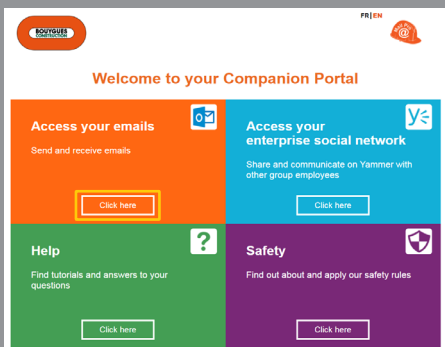 FR|EN
BOUYGUES
CONSTRUCTION
Welcome to your Companion Portal
Access your emails
Send and receive emails
Click here
Access your
enterprise social network
Share and communicate on Yammer with
other group employees
Click here
Help
Find tutorials and answers to your
questions
Click here
Safety
Find out about and apply our safety rules
Click here